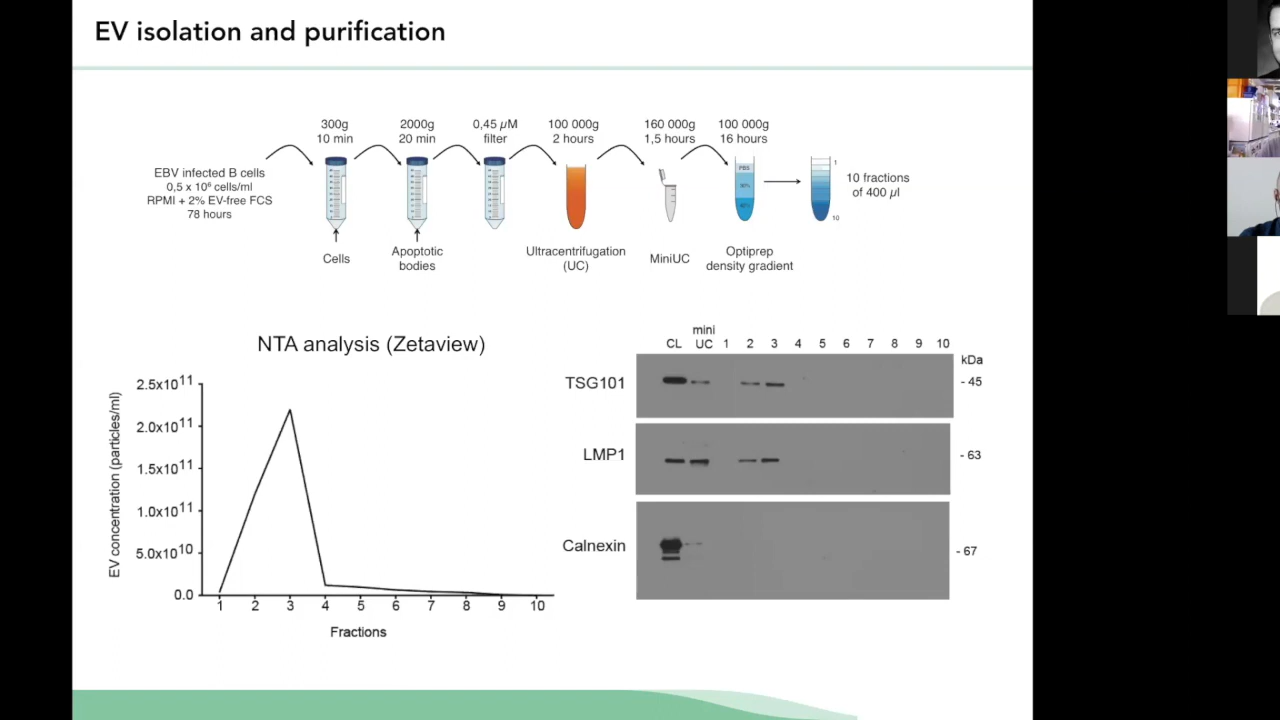 EV isolation and purification
300g
10 min
2000g
20 min
0,45 µM
filter
100 000g
2 hours
160 000g
1,5 hours
100 000g
16 hours
EBV infected B cells
0,5 x 10⁶ cells/ml
RPMI + 2% EV-free FCS
78 hours
PBS
1
10
10 fractions
of 400 µl
Cells
Apoptotic
bodies
Ultracentrifugation
(UC)
MiniUC
Optiprep
density gradient
NTA analysis (Zetaview)
EV concentration (particles/ml)
2.5x10¹¹
2.0x10¹¹
1.5x10¹¹
1.0x10¹¹
5.0x10¹⁰
0.0
1 2 3 4 5 6 7 8 9 10
Fractions
mini
CL UC 1 2 3 4 5 6 7 8 9 10
kDa
TSG101
- 45
LMP1
- 63
Calnexin
- 67